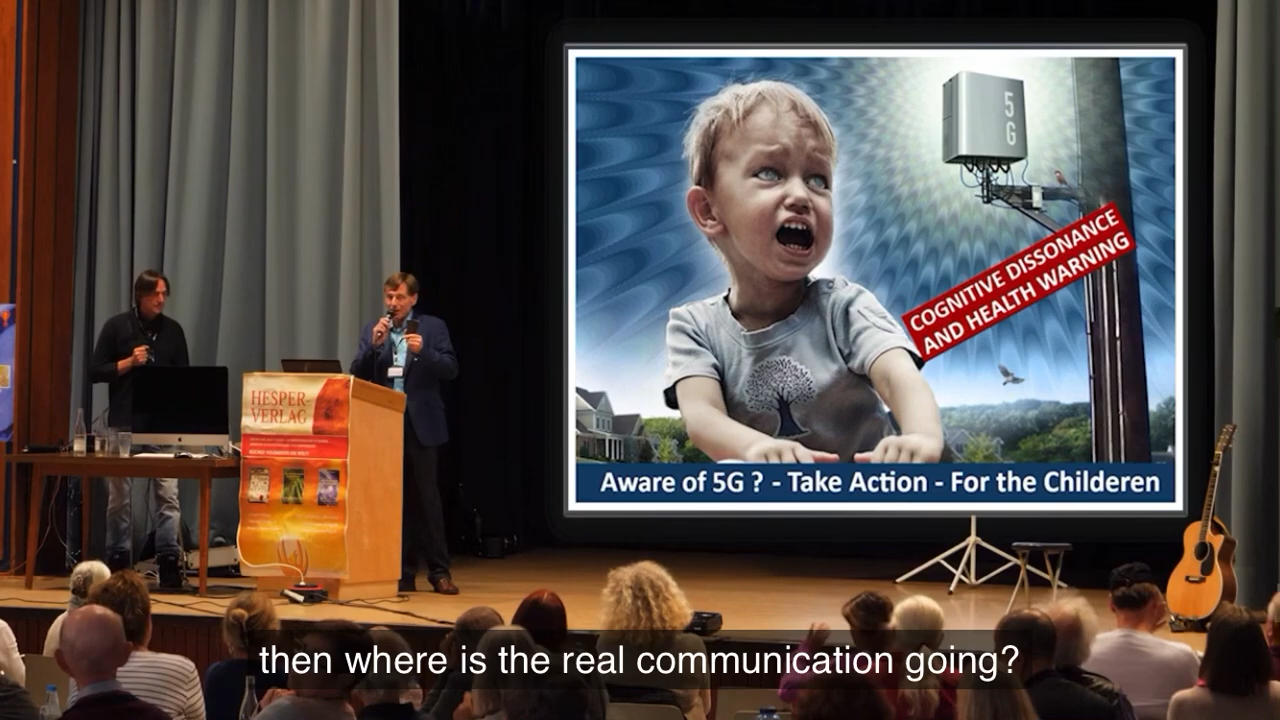 5
G
COGNITIVE DISSONANCE
AND HEALTH WARNING
Aware of 5G ? - Take Action - For the Childeren
HESPER-
VERLAG
then where is the real communication going?